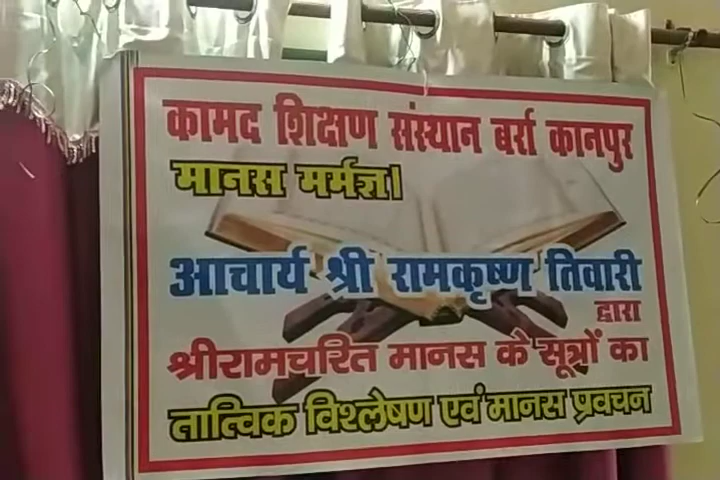 कामद शिक्षण संस्थान बर्रा कानपुर
मानस मर्मज्ञ।
आचार्य श्री रामकृष्ण तिवारी
द्वारा
श्रीरामचरित मानस के सूत्रों का
तात्विक विश्लेषण एवं मानस प्रवचन